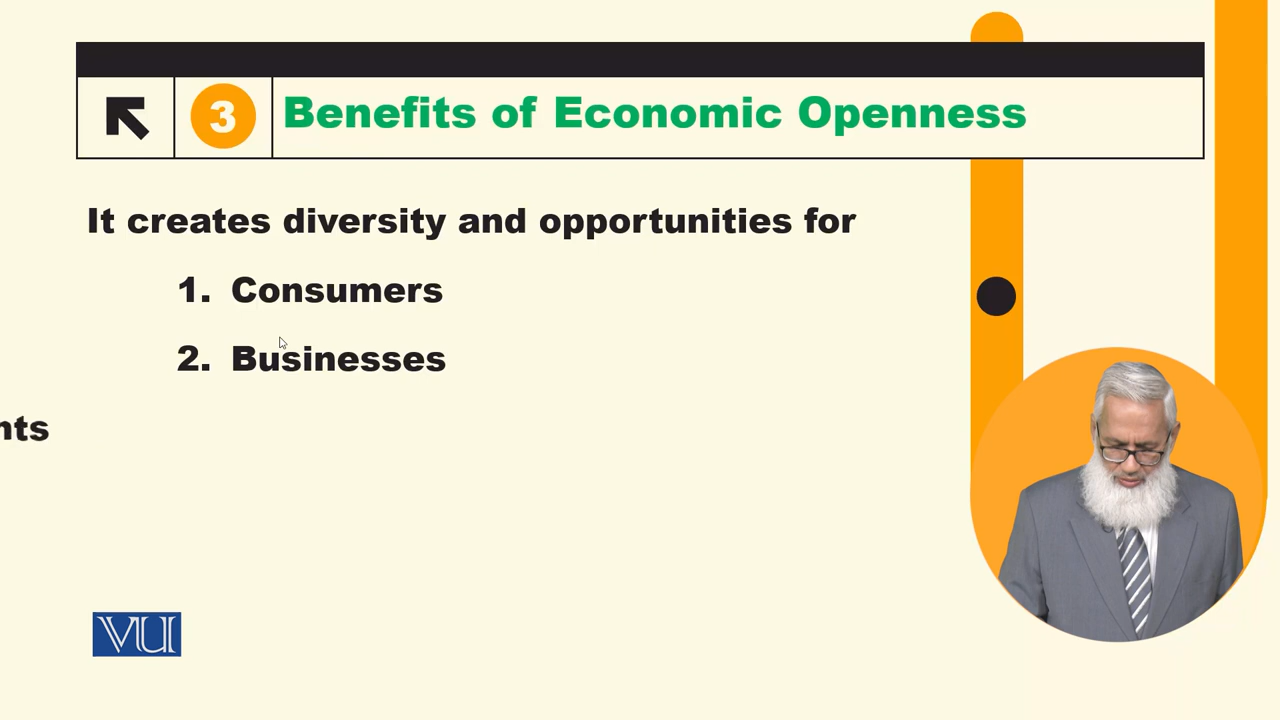 3 Benefits of Economic Openness
It creates diversity and opportunities for
1. Consumers
2. Businesses
nts
VU